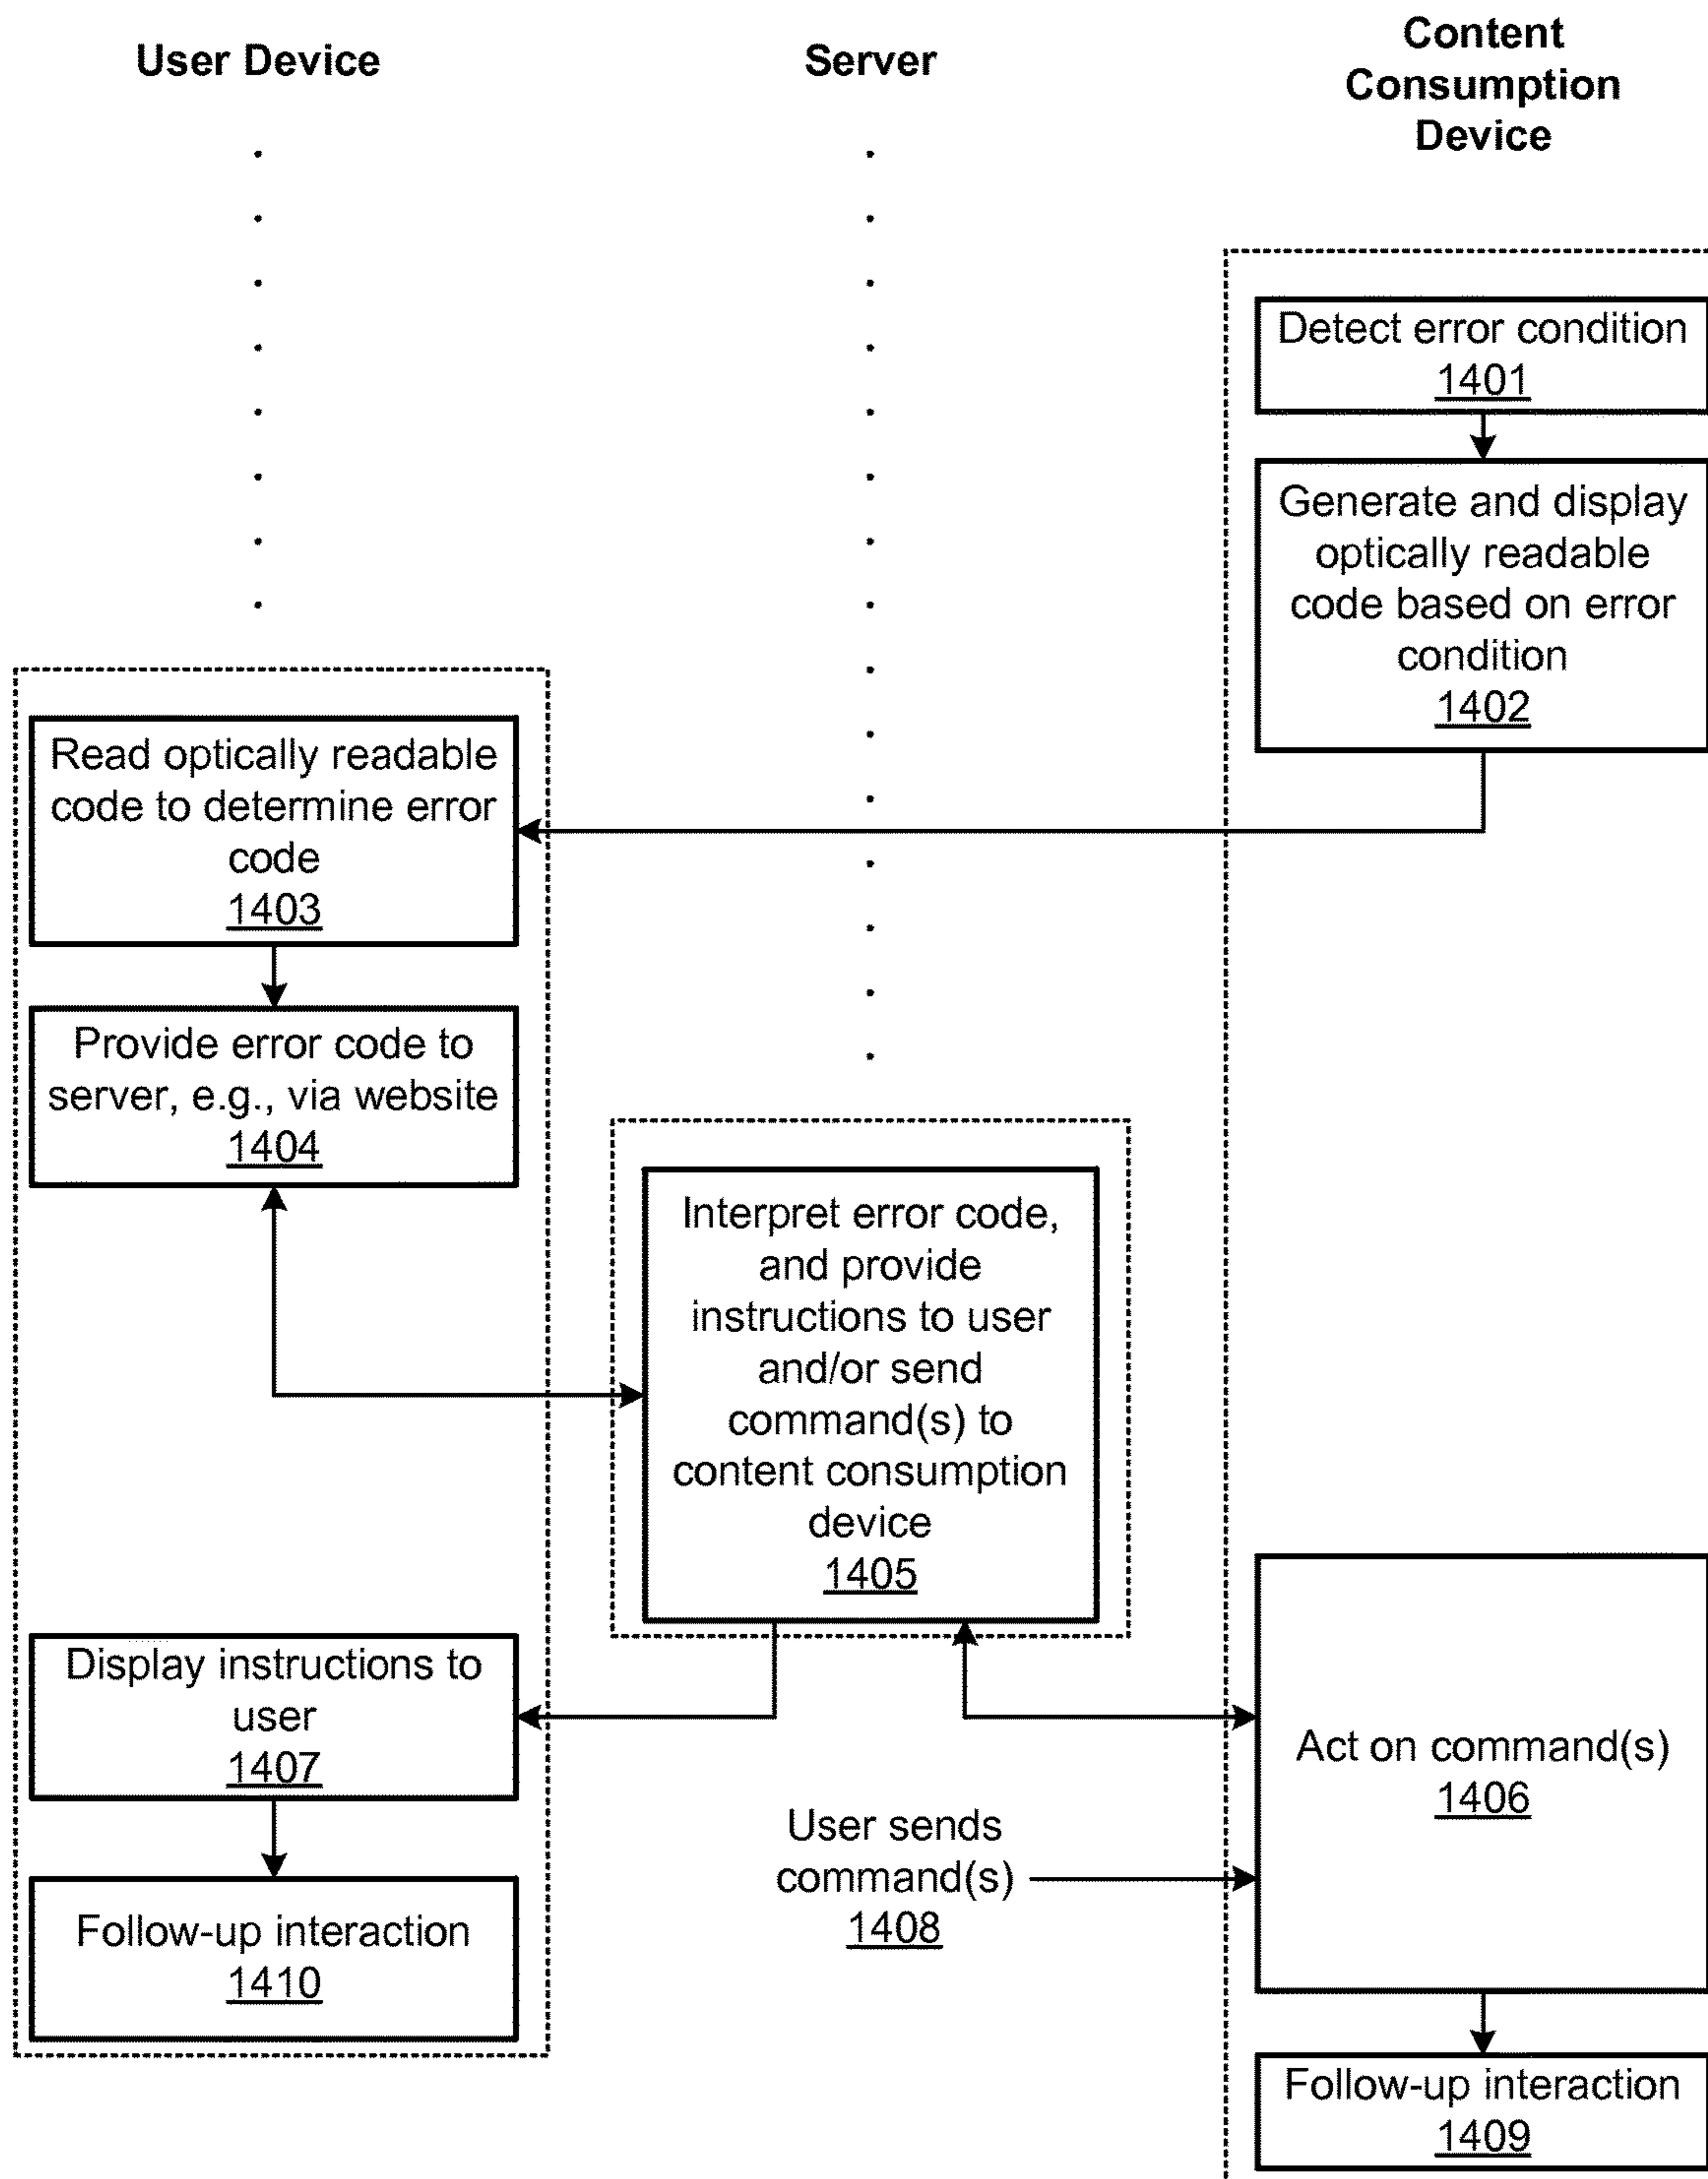 User Device
Server
Content
Consumption
Device
Detect error condition
1401
Generate and display
optically readable
code based on error
condition
1402
Read optically readable
code to determine error
code
1403
Provide error code to
server, e.g., via website
1404
Interpret error code,
and provide
instructions to user
and/or send
command(s) to
content consumption
device
1405
Display instructions to
user
1407
Act on command(s)
1406
User sends
command(s)
1408
Follow-up interaction
1410
Follow-up interaction
1409